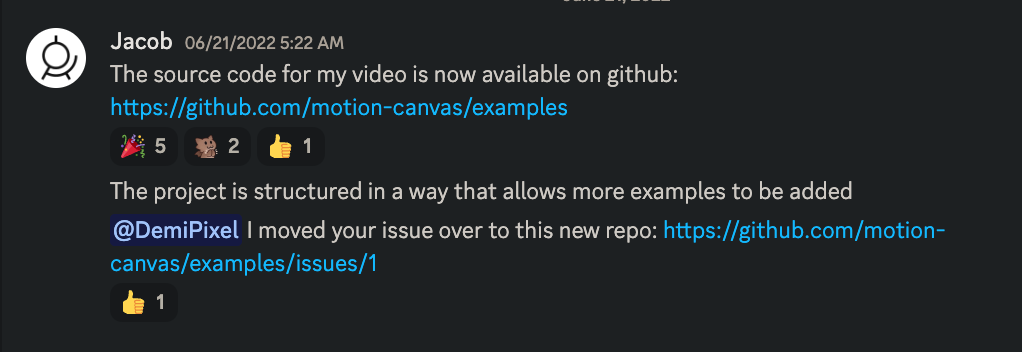 Jacob 06/21/2022 5:22 AM
The source code for my video is now available on github:
https://github.com/motion-canvas/examples
5 2 1
The project is structured in a way that allows more examples to be added
@DemiPixel I moved your issue over to this new repo: https://github.com/motion-
canvas/examples/issues/1
1